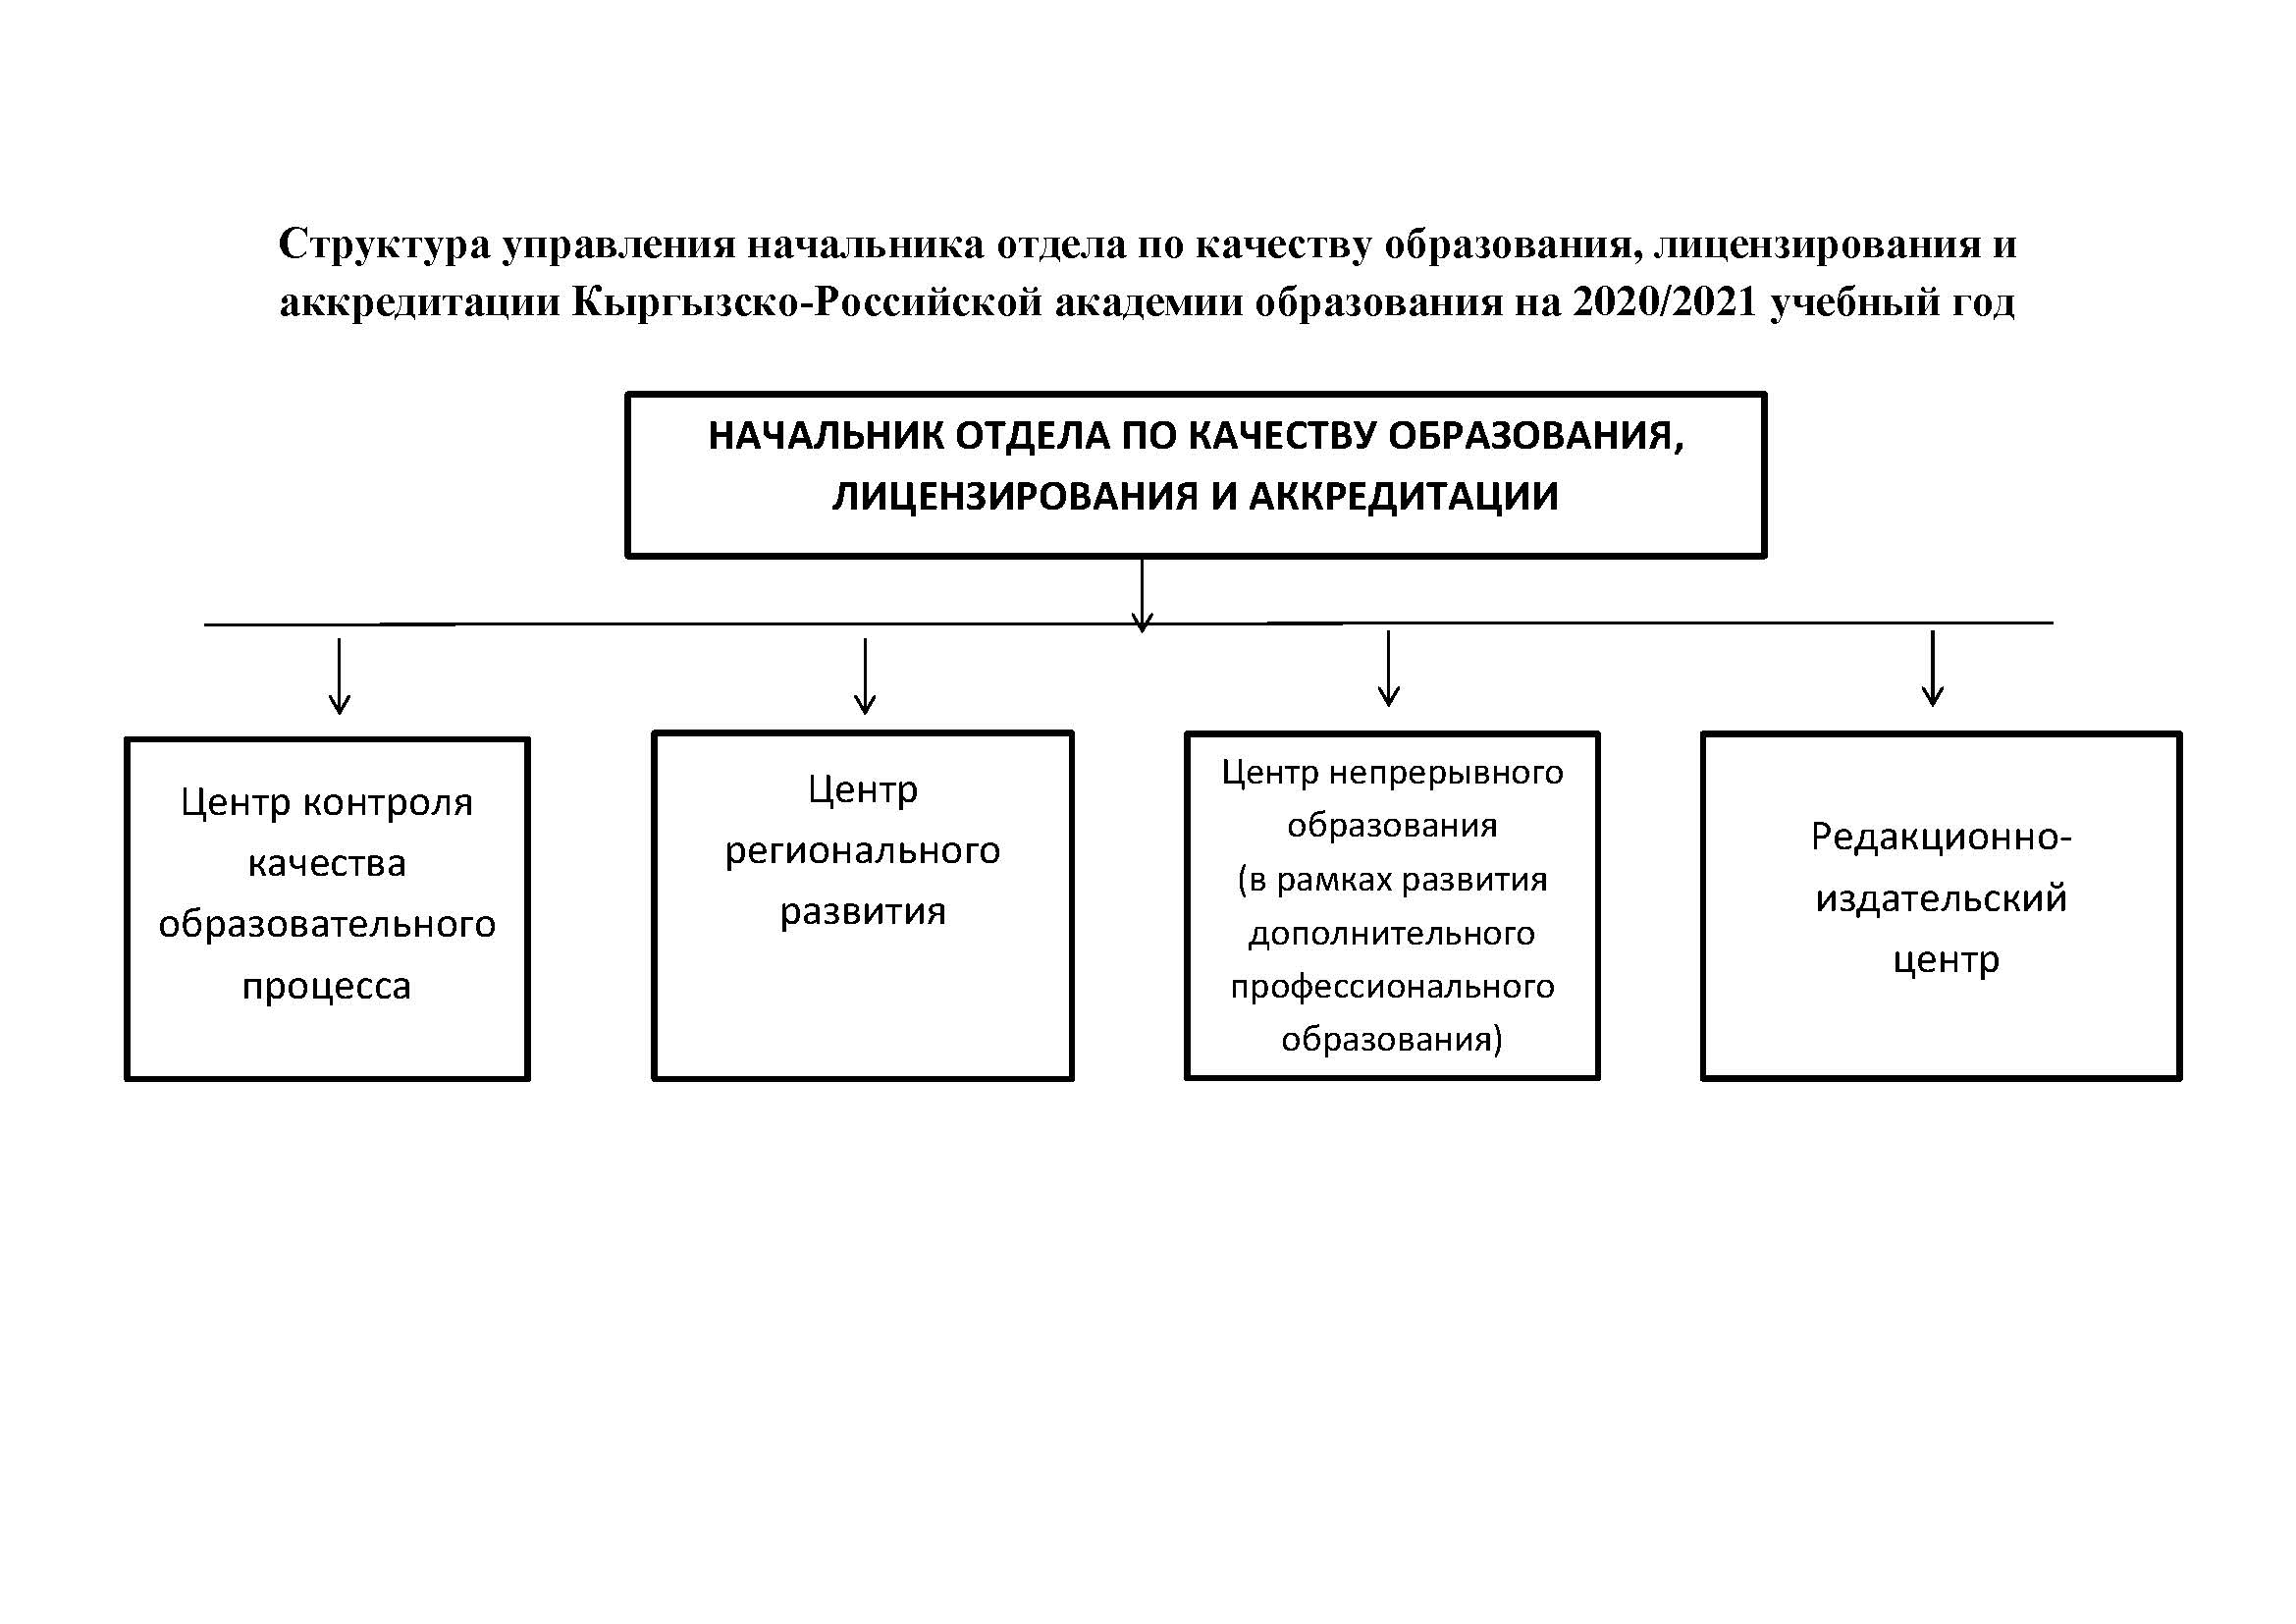 Структура управления начальника отдела по качеству образования, лицензирования и
аккредитации Кыргызско-Российской академии образования на 2020/2021 учебный год
НАЧАЛЬНИК ОТДЕЛА ПО КАЧЕСТВУ ОБРАЗОВАНИЯ,
ЛИЦЕНЗИРОВАНИЯ И АККРЕДИТАЦИИ
Центр контроля
качества
образовательного
процесса
Центр
регионального
развития
Центр непрерывного
образования
(в рамках развития
дополнительного
профессионального
образования)
Редакционно-
издательский
центр